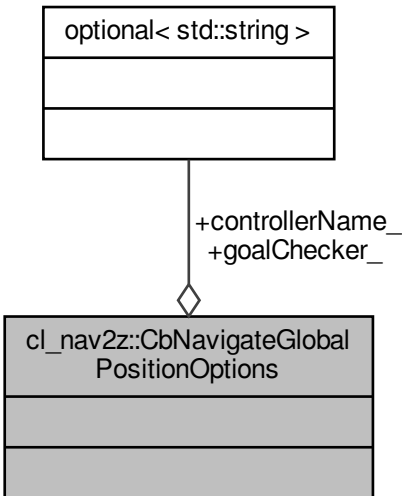 optional< std::string >
+controllerName_
+goalChecker_
cl_nav2z::CbNavigateGlobal
PositionOptions